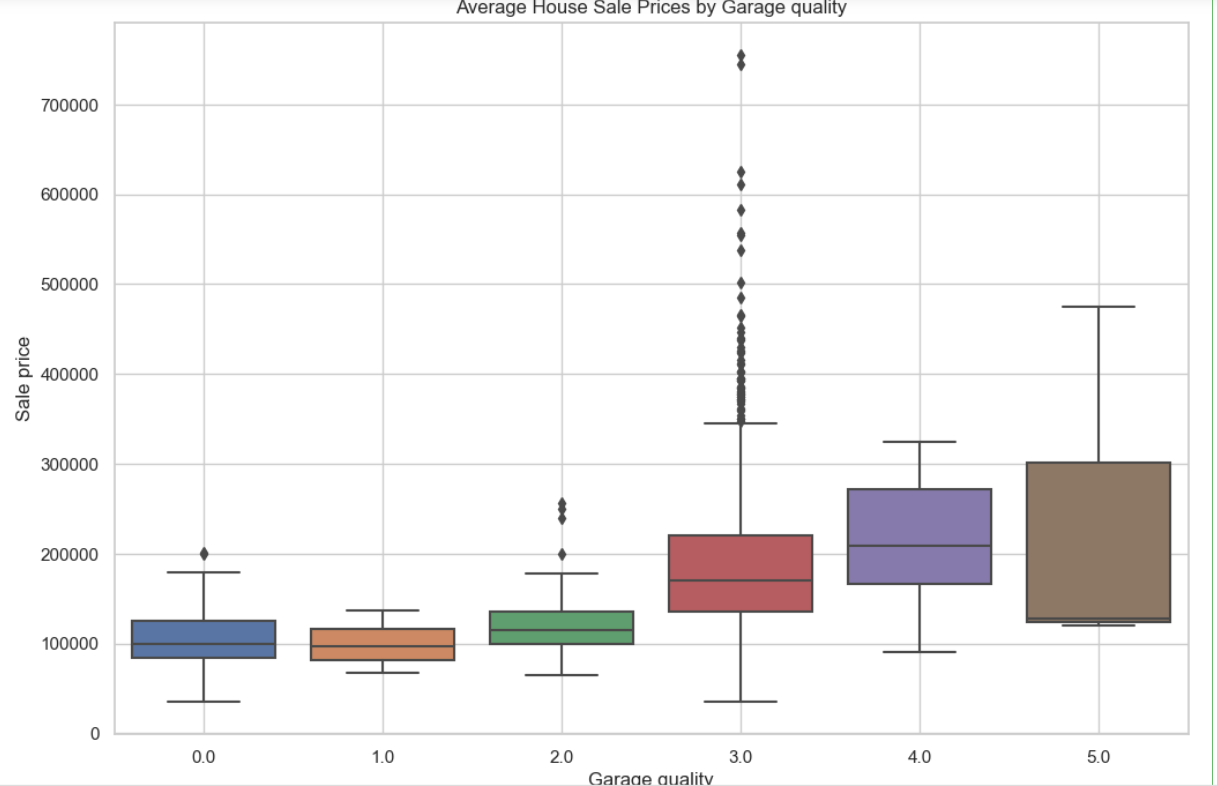 Average House Sale Prices by Garage quality
700000
600000
500000
400000
300000
200000
100000
0
Sale price
0.0 1.0 2.0 3.0 4.0 5.0
Garage quality